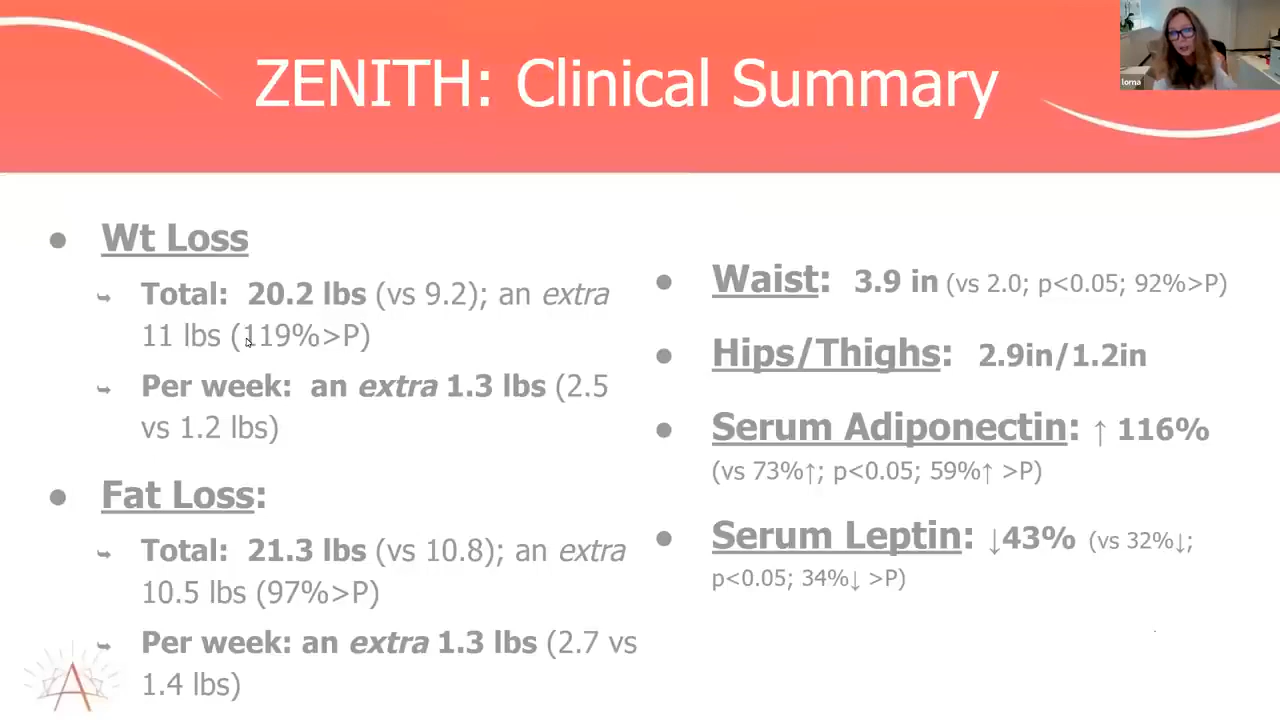 ZENITH: Clinical Summary
lorna
● Wt Loss
Total: 20.2 lbs (vs 9.2); an extra
11 lbs (119%>P)
Per week: an extra 1.3 lbs (2.5
vs 1.2 lbs)
● Fat Loss:
Total: 21.3 lbs (vs 10.8); an extra
10.5 lbs (97%>P)
Per week: an extra 1.3 lbs (2.7 vs
1.4 lbs)
● Waist: 3.9 in (vs 2.0; p<0.05; 92%>P)
● Hips/Thighs: 2.9in/1.2in
● Serum Adiponectin: ↑ 116%
(vs 73%↑; p<0.05; 59%↑ >P)
● Serum Leptin: ↓43% (vs 32%↓;
p<0.05; 34%↓ >P)